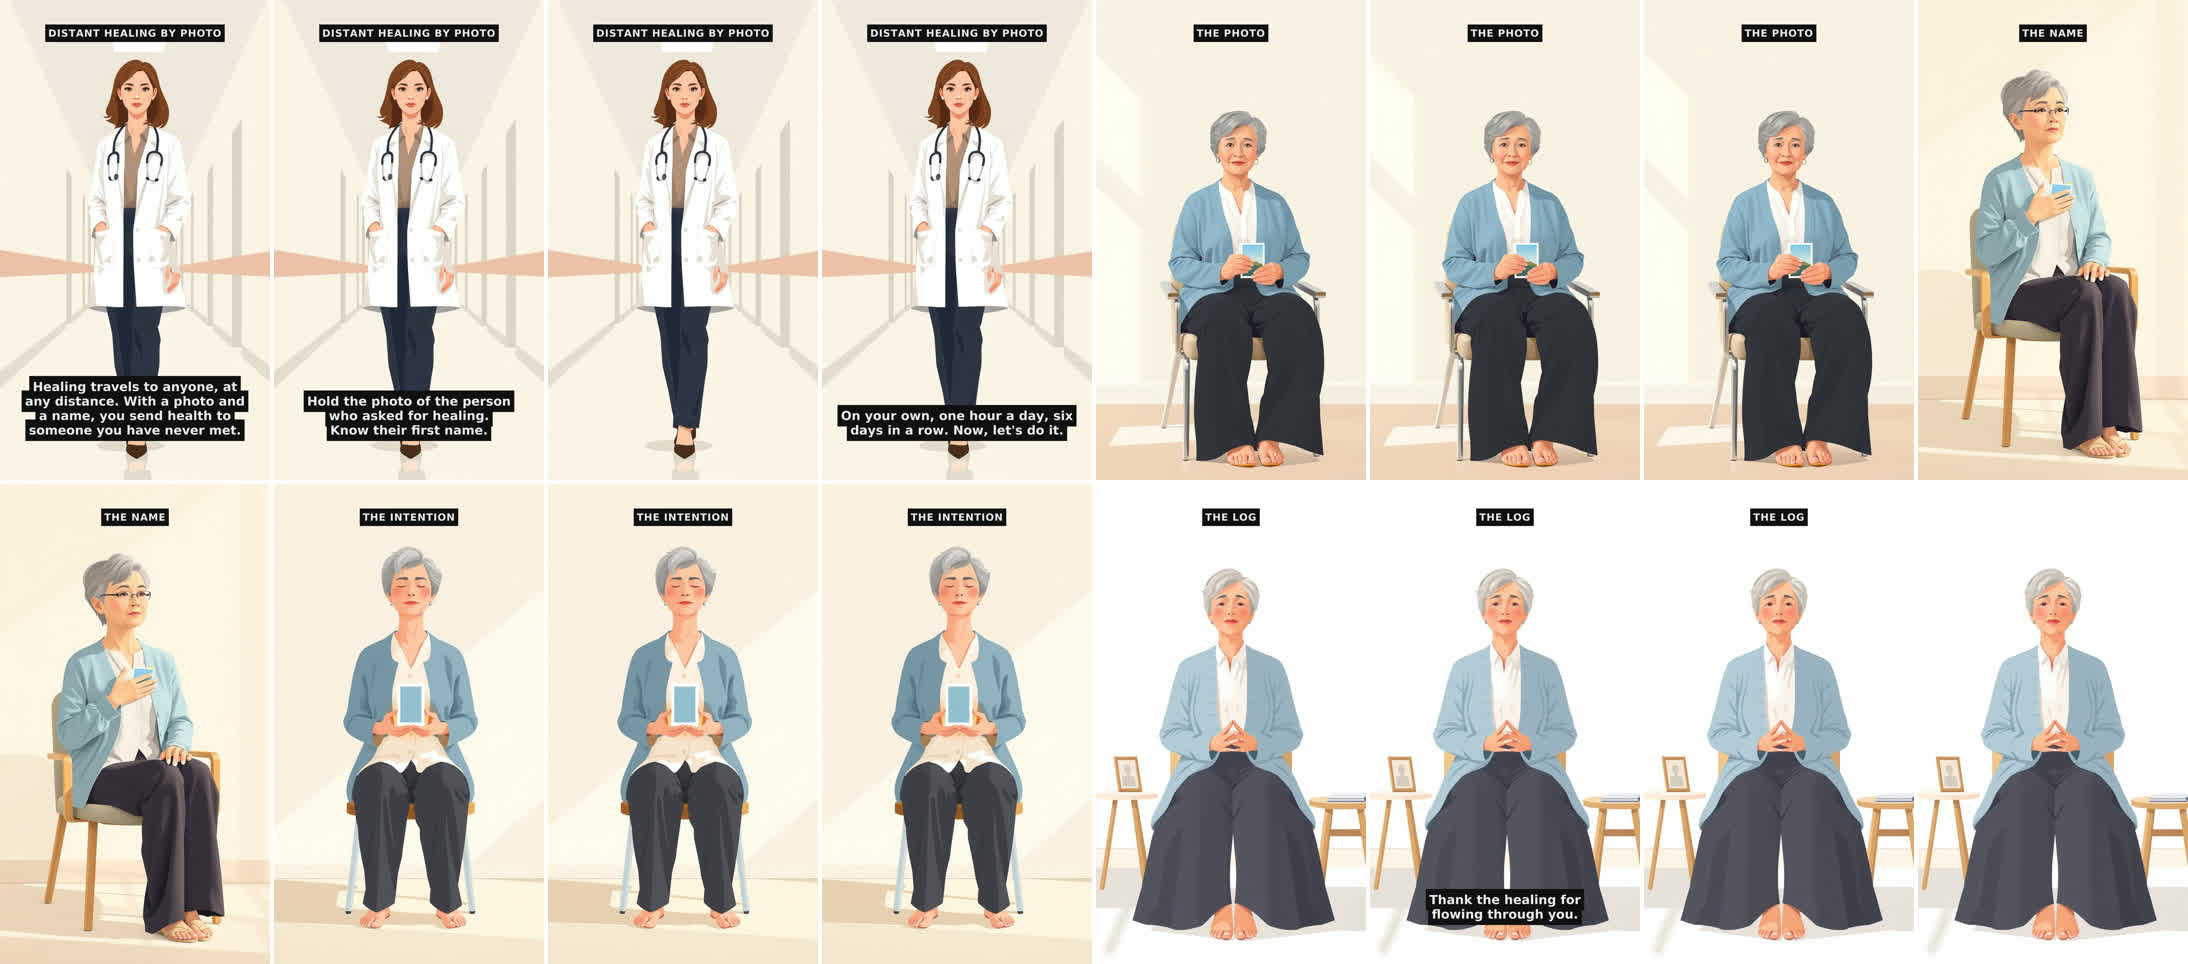 DISTANT HEALING BY PHOTO
Healing travels to anyone, at
any distance. With a photo and
a name, you send health to
someone you have never met.
DISTANT HEALING BY PHOTO
Hold the photo of the person
who asked for healing.
Know their first name.
DISTANT HEALING BY PHOTO
DISTANT HEALING BY PHOTO
On your own, one hour a day, six
days in a row. Now, let's do it.
THE PHOTO
THE PHOTO
THE PHOTO
THE NAME
THE NAME
THE INTENTION
THE INTENTION
THE INTENTION
THE LOG
THE LOG
Thank the healing for
flowing through you.
THE LOG